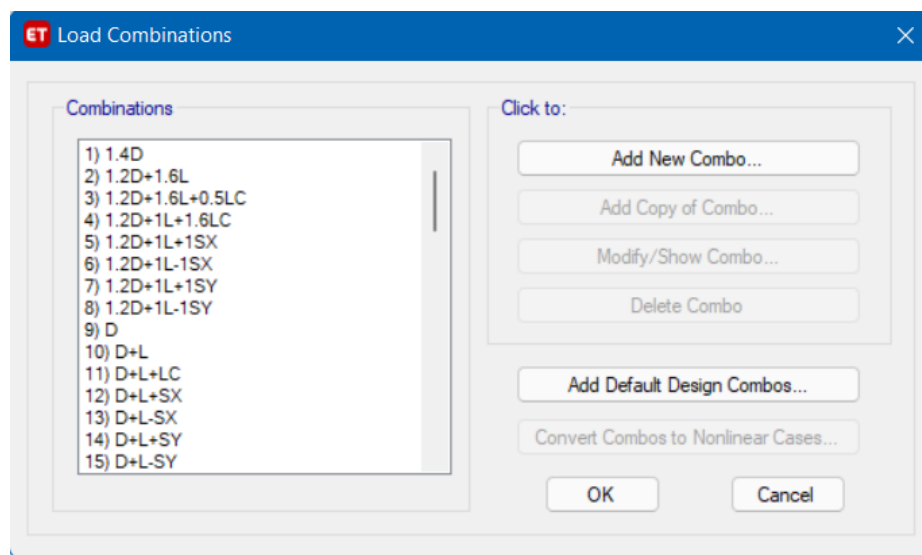 ET Load Combinations
Combinations
1) 1.4D
2) 1.2D+1.6L
3) 1.2D+1.6L+0.5LC
4) 1.2D+1L+1.6LC
5) 1.2D+1L+1SX
6) 1.2D+1L-1SX
7) 1.2D+1L+1SY
8) 1.2D+1L-1SY
9) D
10) D+L
11) D+L+LC
12) D+L+SX
13) D+L-SX
14) D+L+SY
15) D+L-SY
Click to:
Add New Combo...
Add Copy of Combo...
Modify/Show Combo...
Delete Combo
Add Default Design Combos...
Convert Combos to Nonlinear Cases...
OK
Cancel